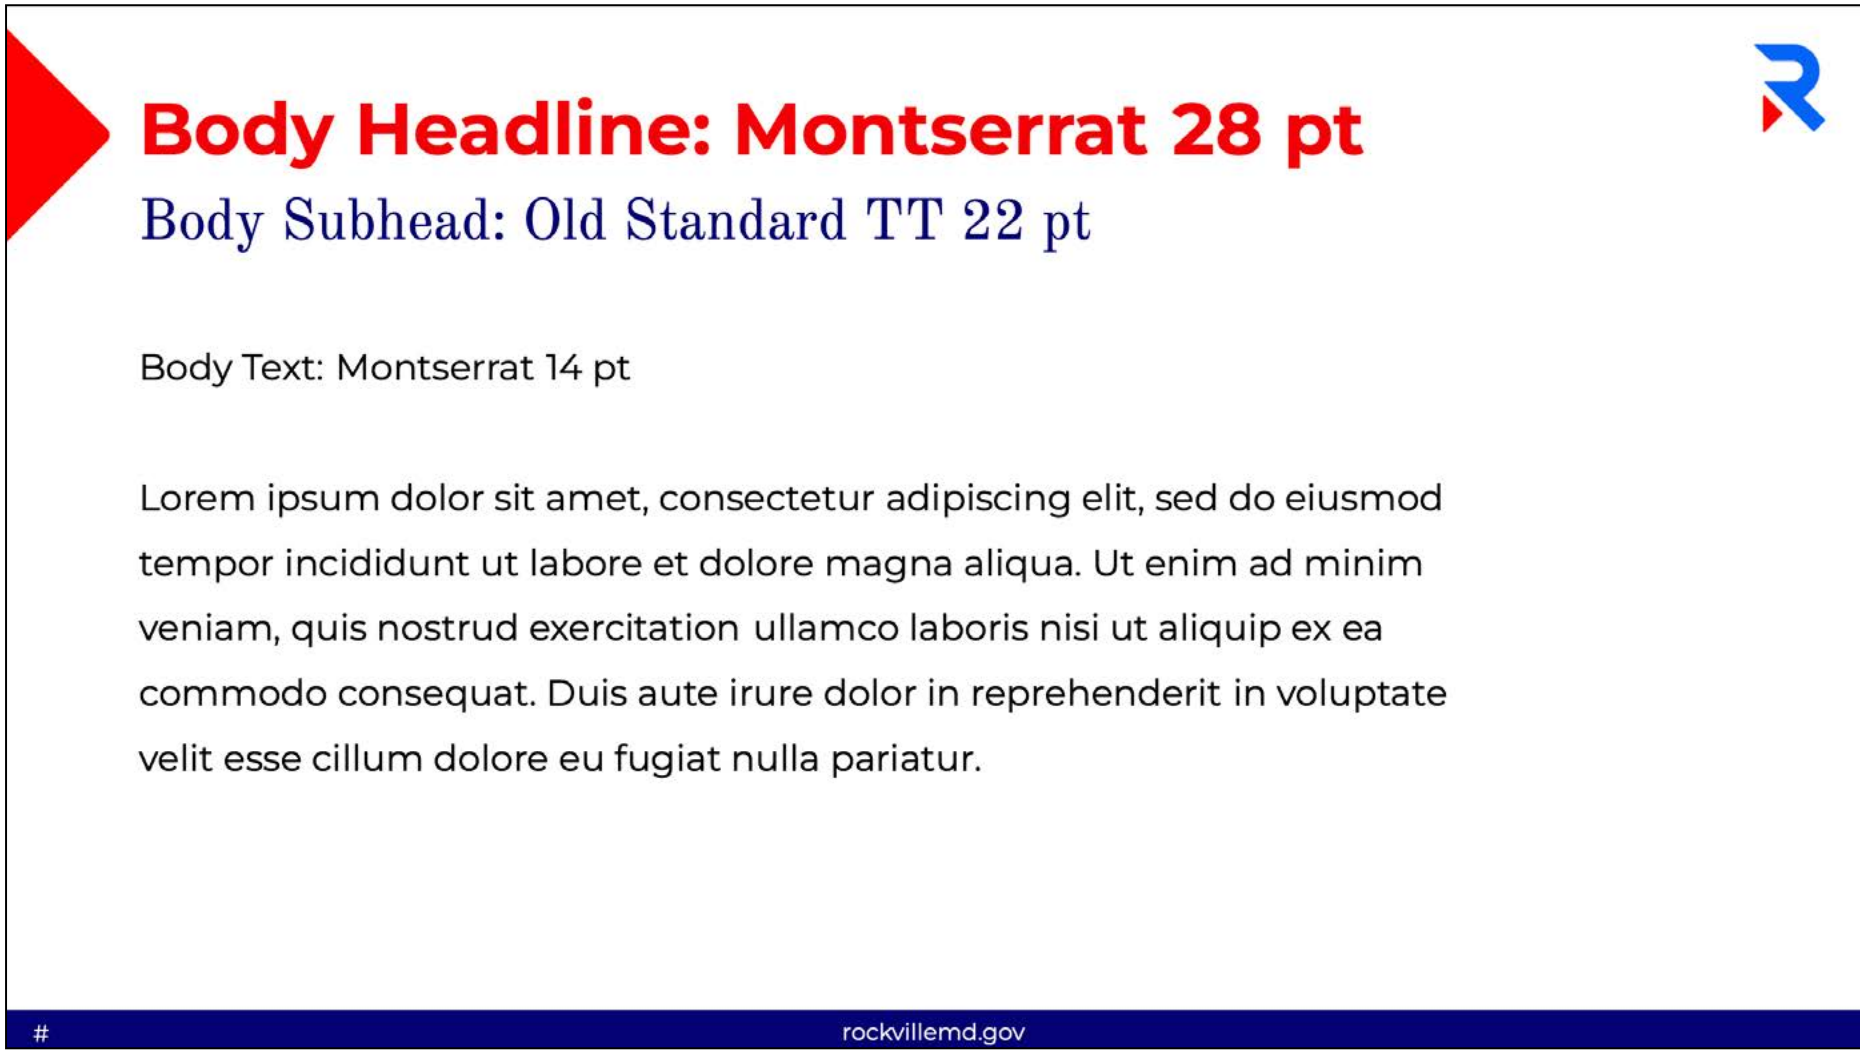 Body Headline: Montserrat 28 pt
Body Subhead: Old Standard TT 22 pt
Body Text: Montserrat 14 pt
Lorem ipsum dolor sit amet, consectetur adipiscing elit, sed do eiusmod
tempor incididunt ut labore et dolore magna aliqua. Ut enim ad minim
veniam, quis nostrud exercitation ullamco laboris nisi ut aliquip ex ea
commodo consequat. Duis aute irure dolor in reprehenderit in voluptate
velit esse cillum dolore eu fugiat nulla pariatur.
# rockvillemd.gov